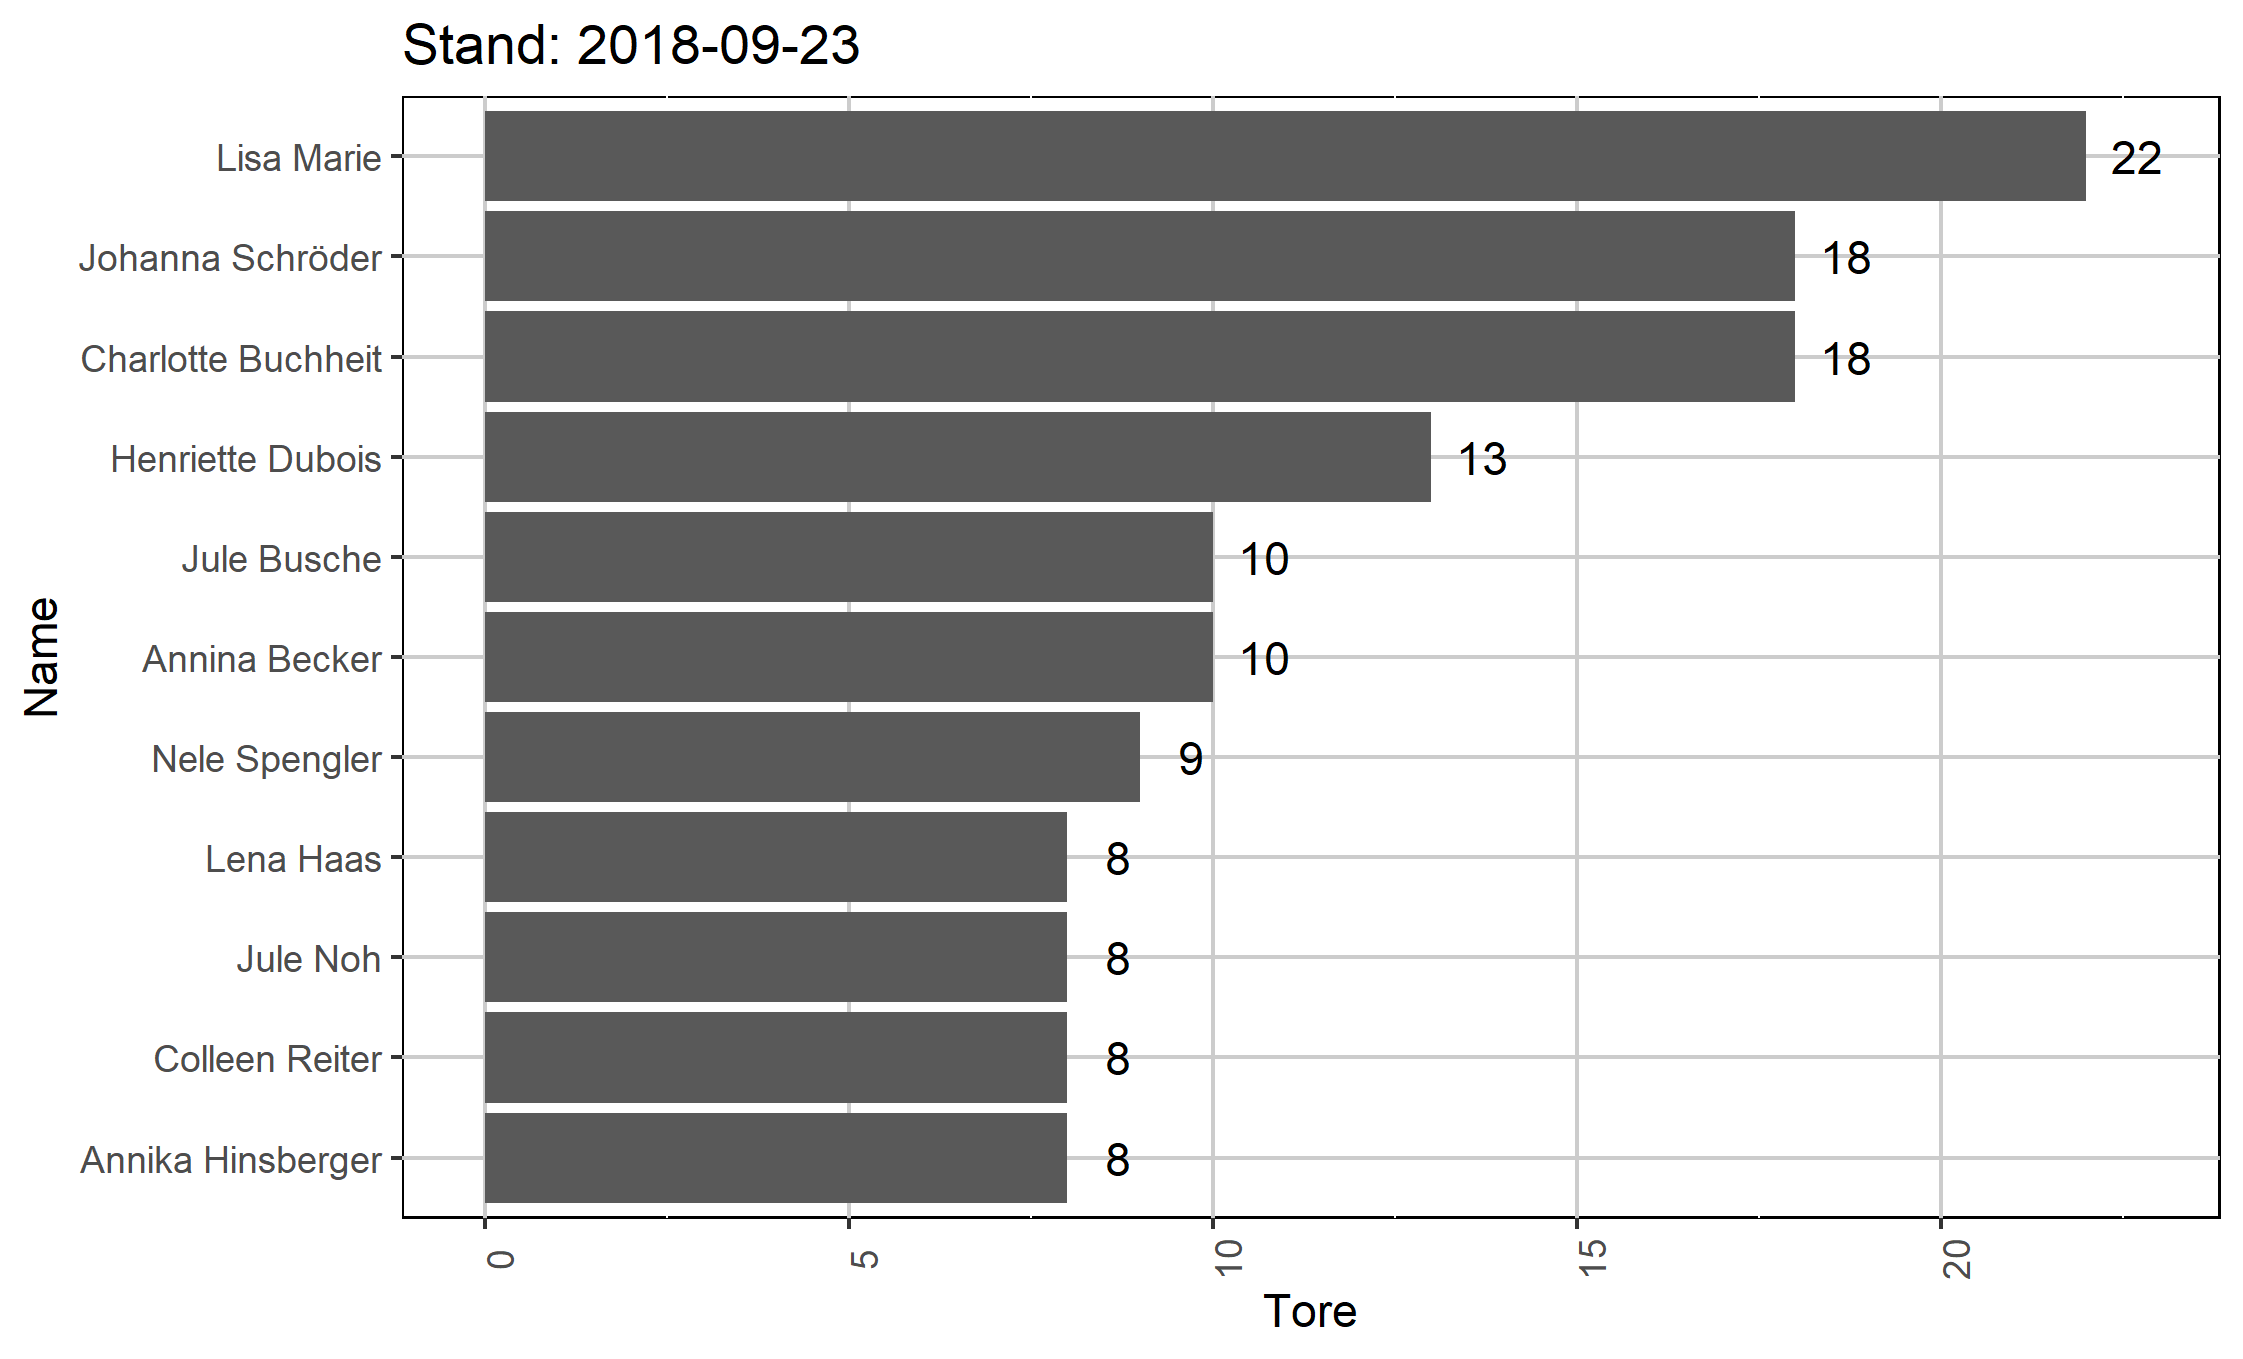 Stand: 2018-09-23
Name
Lisa Marie 22
Johanna Schröder 18
Charlotte Buchheit 18
Henriette Dubois 13
Jule Busche 10
Annina Becker 10
Nele Spengler 9
Lena Haas 8
Jule Noh 8
Colleen Reiter 8
Annika Hinsberger 8
0 5 10 15 20
Tore